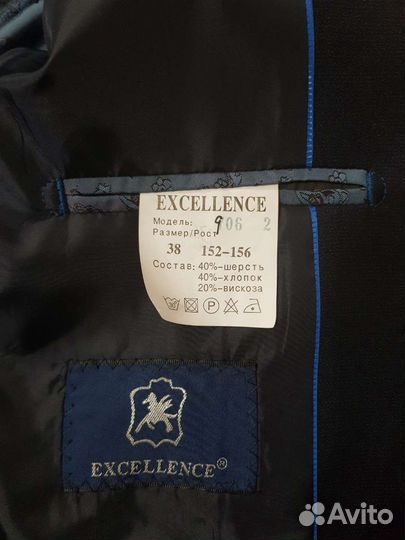 EXCELLENCE
Модель: 906 2
Размер/Рост
38 152-156
Состав: 40%-шерсть
40%-хлопок
20%-вискоза
P
EXCELLENCE®
Avito